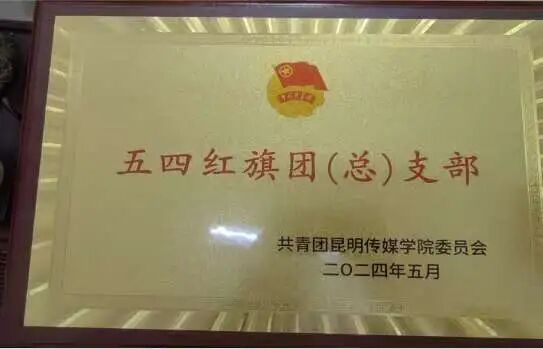 五四红旗团(总)支部
共青团昆明传媒学院委员会
二〇二四年五月